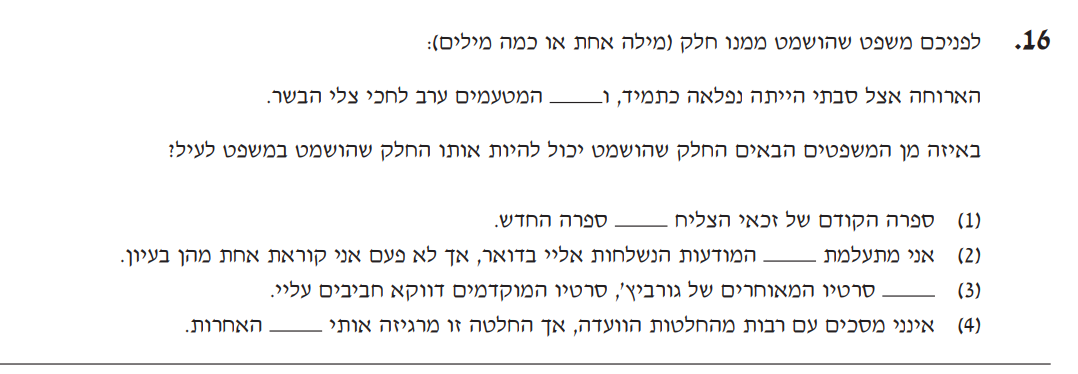 16. לפניכם משפט שהושמט ממנו חלק (מילה אחת או כמה מילים):
הארוחה אצל סבתי הייתה נפלאה כתמיד, ו_____ המטעמים ערב לחכי צלי הבשר.
באיזה מן המשפטים הבאים החלק שהושמט יכול להיות אותו החלק שהושמט במשפט לעיל?
(1) ספרה הקודם של זכאי הצליח _____ ספרה החדש.
(2) אני מתעלמת _____ המודעות הנשלחות אליי בדואר, אך לא פעם אני קוראת אחת מהן בעיון.
(3) _____ סרטיו המאוחרים של גורביץ', סרטיו המוקדמים דווקא חביבים עליי.
(4) אינני מסכים עם רבות מהחלטות הוועדה, אך החלטה זו מרגיזה אותי _____ האחרות.